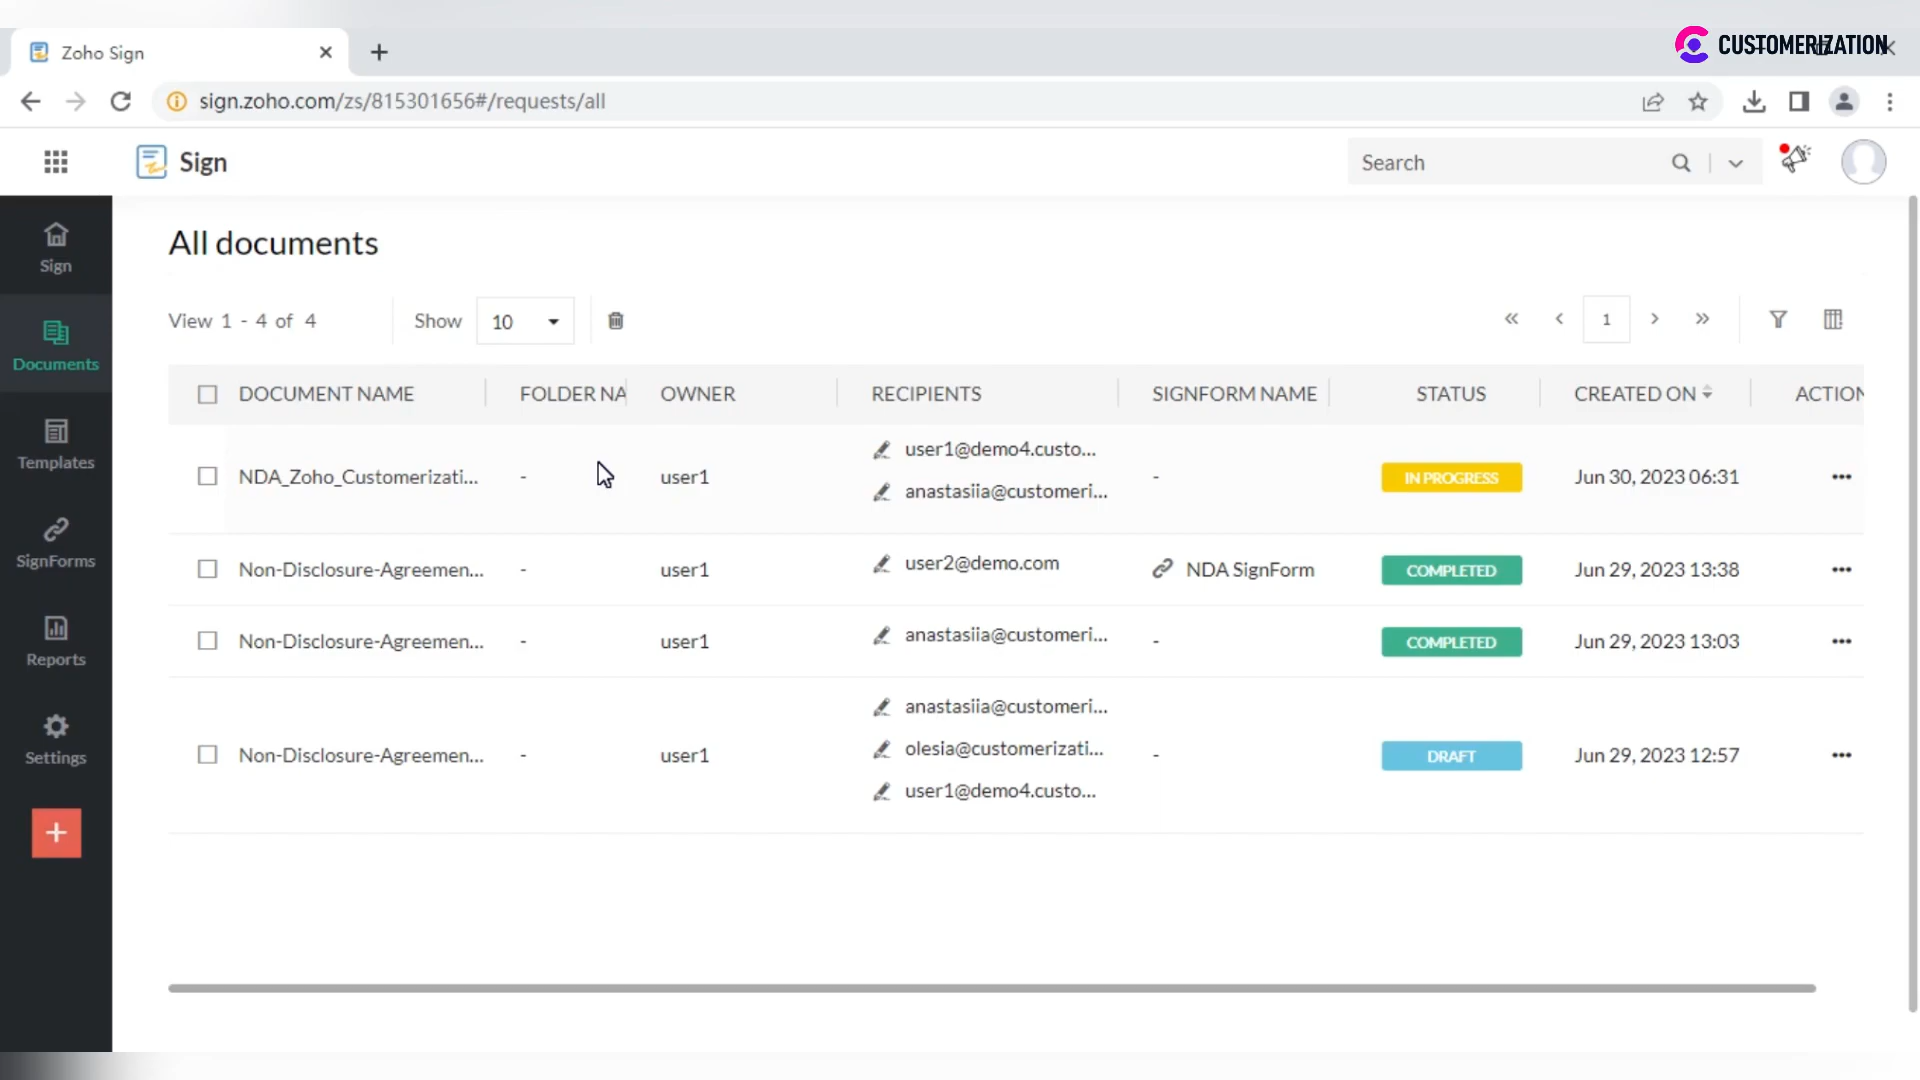 Zoho Sign
CUSTOMERIZATION
sign.zoho.com/zs/815301656#/requests/all
Sign
Search
Sign
Documents
Templates
SignForms
Reports
Settings
All documents
View 1 - 4 of 4
Show 10
1
DOCUMENT NAME FOLDER NA OWNER RECIPIENTS SIGNFORM NAME STATUS CREATED ON ACTION
NDA_Zoho_Customerizati... - user1 user1@demo4.custo... - IN PROGRESS Jun 30, 2023 06:31
anastasiia@customeri...
Non-Disclosure-Agreemen... - user1 user2@demo.com NDA SignForm COMPLETED Jun 29, 2023 13:38
Non-Disclosure-Agreemen... - user1 anastasiia@customeri... - COMPLETED Jun 29, 2023 13:03
anastasiia@customeri...
Non-Disclosure-Agreemen... - user1 olesia@customerizati... - DRAFT Jun 29, 2023 12:57
user1@demo4.custo...